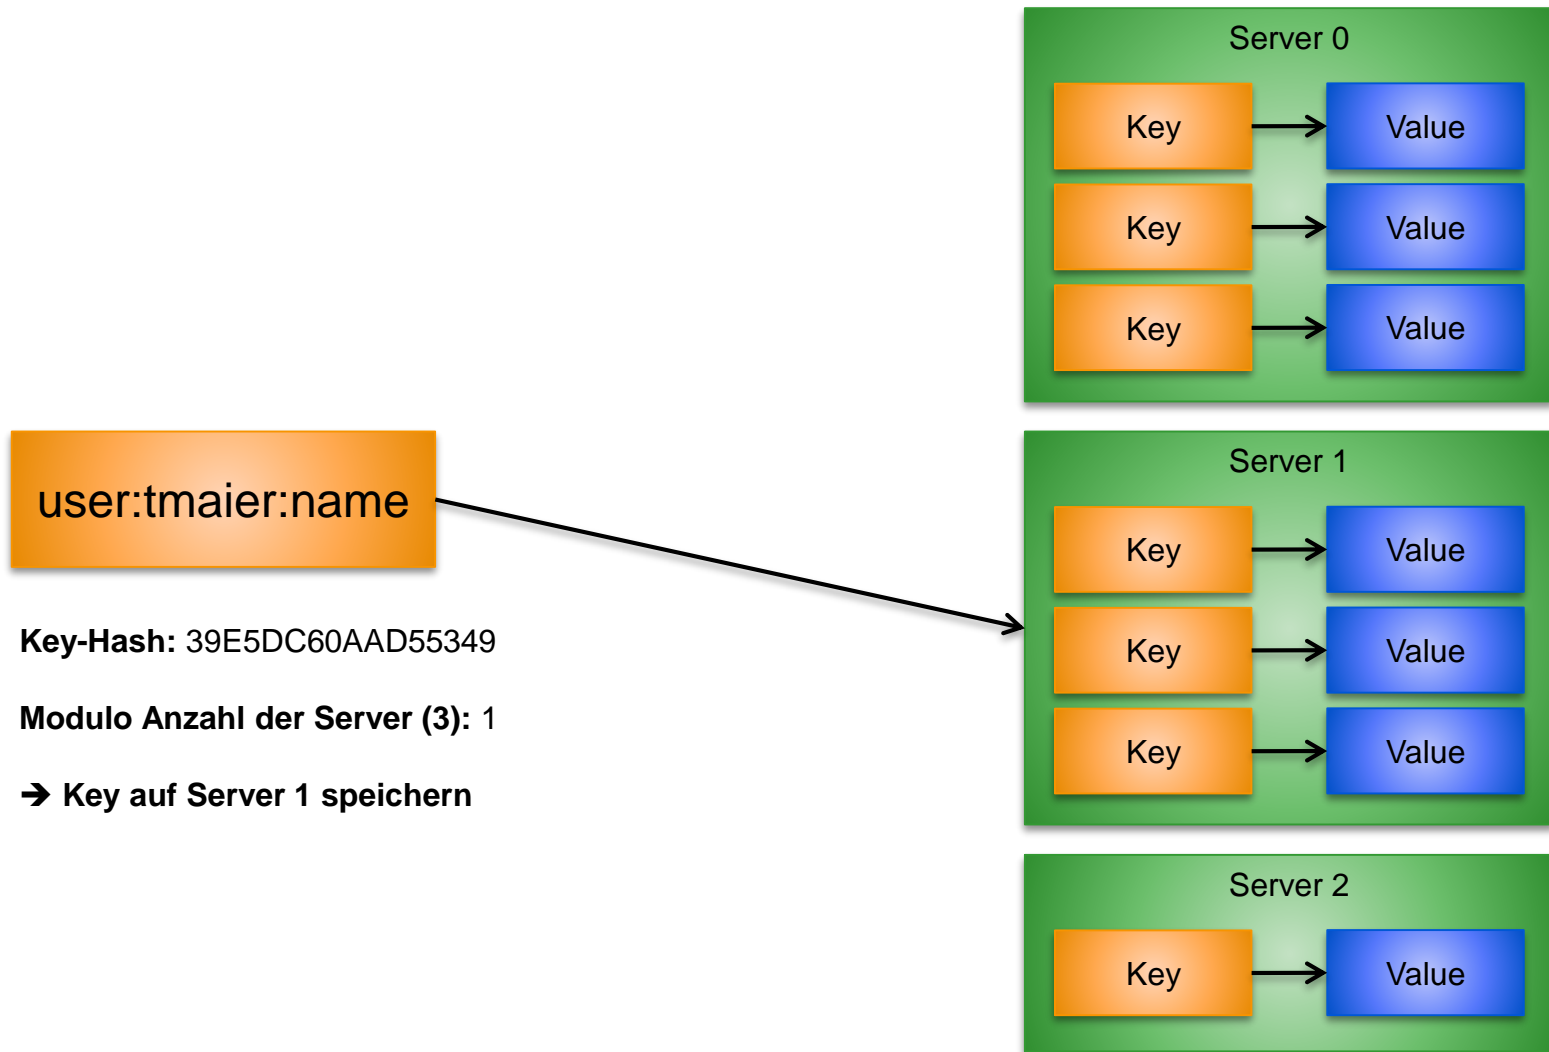 Server 0
Key
Value
Key
Value
Key
Value
user:tmaier:name
Key-Hash: 39E5DC60AAD55349
Modulo Anzahl der Server (3): 1
➔ Key auf Server 1 speichern
Server 1
Key
Value
Key
Value
Key
Value
Server 2
Key
Value